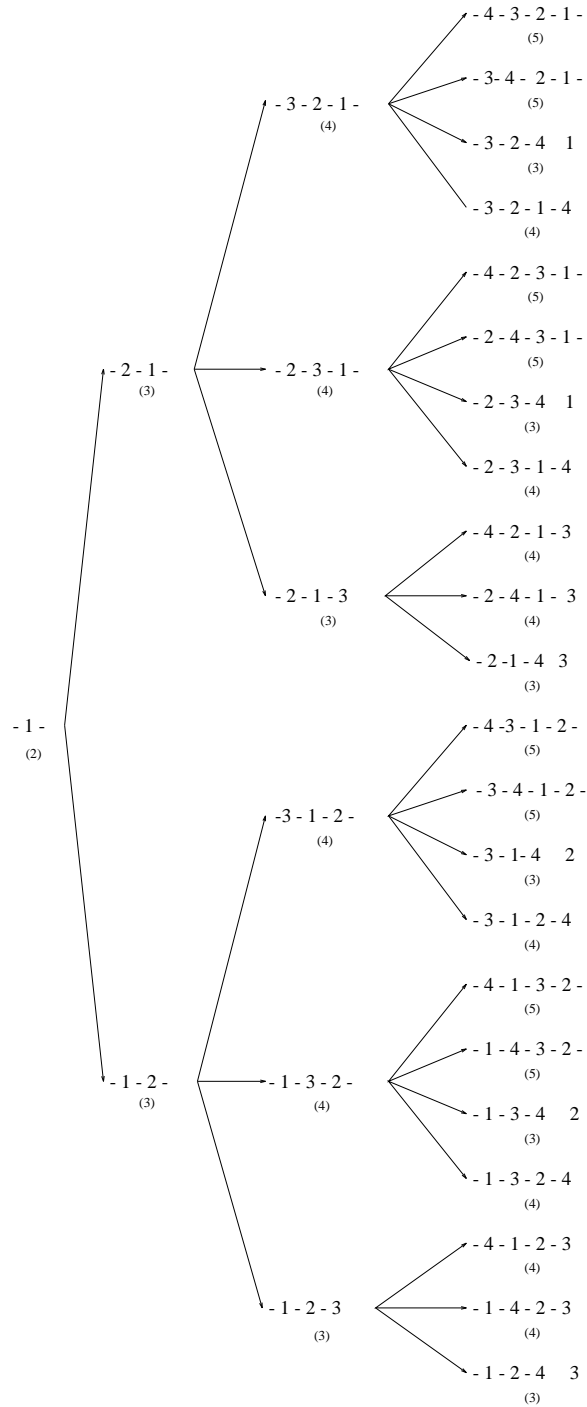 - 4 - 3 - 2 - 1 -
(5)
- 3- 4 -  2 - 1 -
(5)
- 3 - 2 - 1 -
(4)
- 3 - 2 - 4    1
(3)
- 3 - 2 - 1 - 4
(4)
- 4 - 2 - 3 - 1 -
(5)
- 2 - 4 - 3 - 1 -
(5)
- 2 - 1 -
(3)
- 2 - 3 - 1 -
(4)
- 2 - 3 - 4    1
(3)
- 2 - 3 - 1 - 4
(4)
- 4 - 2 - 1 - 3
(4)
- 2 - 1 - 3
(3)
- 2 - 4 - 1 -  3
(4)
- 2 -1 - 4   3
(3)
- 1 -
(2)
- 4 -3 - 1 - 2 -
(5)
- 3 - 4 - 1 - 2 -
(5)
-3 - 1 - 2 -
(4)
- 3 - 1- 4    2
(3)
- 3 - 1 - 2 - 4
(4)
- 4 - 1 - 3 - 2 -
(5)
- 1 - 4 - 3 - 2 -
(5)
- 1 - 2 -
(3)
- 1 - 3 - 2 -
(4)
- 1 - 3 - 4     2
(3)
- 1 - 3 - 2 - 4
(4)
- 4 - 1 - 2 - 3
(4)
- 1 - 2 - 3
(3)
- 1 - 4 - 2 - 3
(4)
- 1 - 2 - 4    3
(3)